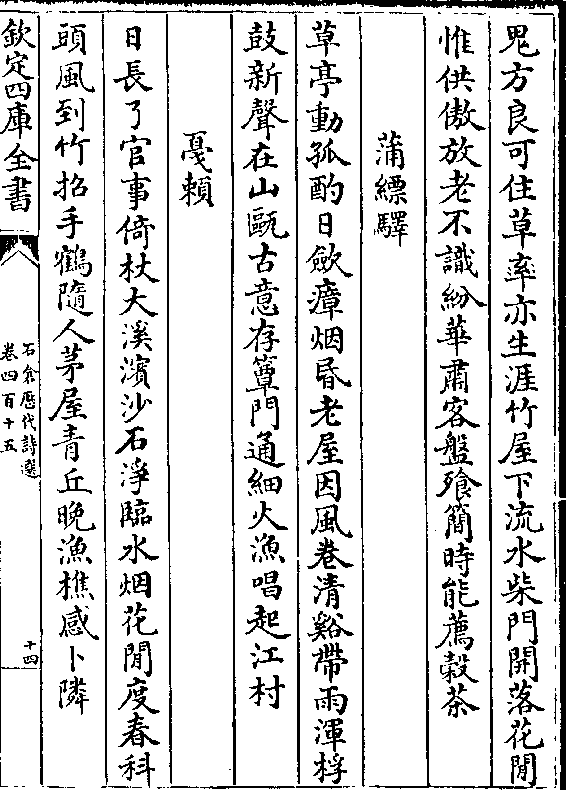 鬼方良可住草率亦生涯竹屋下流水柴門開落花閒
惟供傲放老不識紛華肅客盤飱簡時能薦榖茶
蒲縹驛
草亭動孤酌日斂瘴烟昏老屋因風卷清谿帶雨渾桴
鼓新聲在山甌古意存篳門通細火漁唱起江村
戛頼
日長了官事倚杖大溪濱沙石淨臨水烟花閒度春科
頭風到竹招手鶴隨人茅屋青丘晚漁樵感卜隣
欽定四庫全書
石倉歷代詩選
卷四百十五
十四